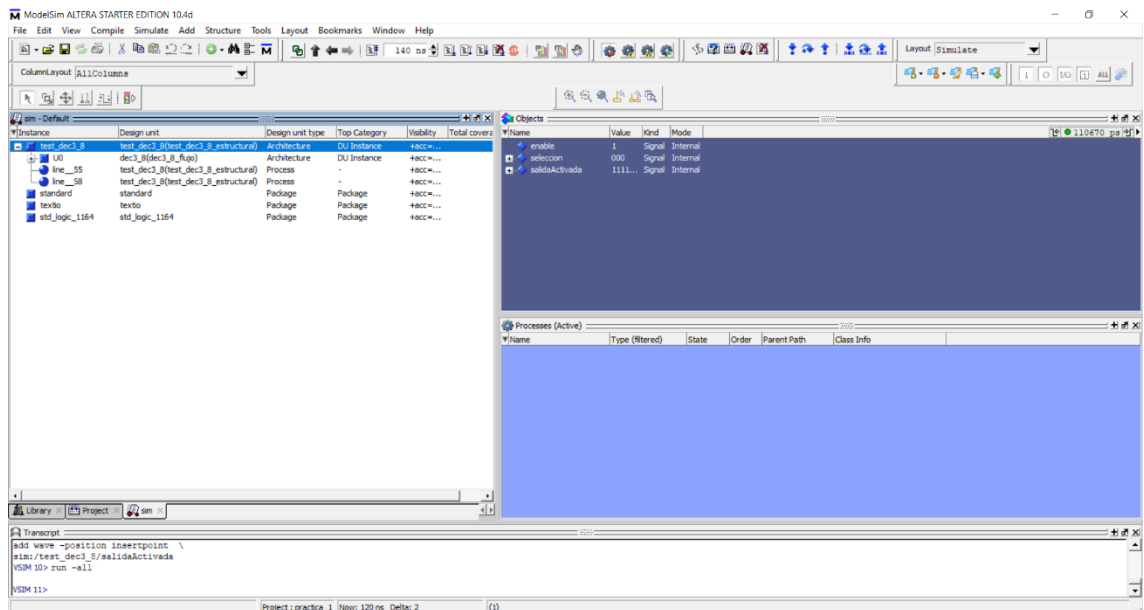 ModelSim ALTERA STARTER EDITION 10.4d
File Edit View Compile Simulate Add Structure Tools Layout Bookmarks Window Help
140 ns
Layout Simulate
ColumnLayout AllColumns
sim - Default
Instance Design unit Design unit type Top Category Visibility Total covera
test_dec3_8 test_dec3_8(test_dec3_8_estructural) Architecture DU Instance +acc=...
U0 dec3_8(dec3_8_flujo) Architecture DU Instance +acc=...
line__55 test_dec3_8(test_dec3_8_estructural) Process - +acc=...
line__58 test_dec3_8(test_dec3_8_estructural) Process - +acc=...
standard standard Package Package +acc=...
textio textio Package Package +acc=...
std_logic_1164 std_logic_1164 Package Package +acc=...
Objects
Name Value Kind Mode 110670 ps
enable 1 Signal Internal
seleccion 000 Signal Internal
salidaActivada 1111... Signal Internal
Processes (Active)
Name Type (filtered) State Order Parent Path Class Info
Library Project sim
Transcript
add wave -position insertpoint \
sim:/test_dec3_8/salidaActivada
VSIM 10> run -all
VSIM 11>
Project : practica_1 Now: 120 ns Delta: 2 (1)